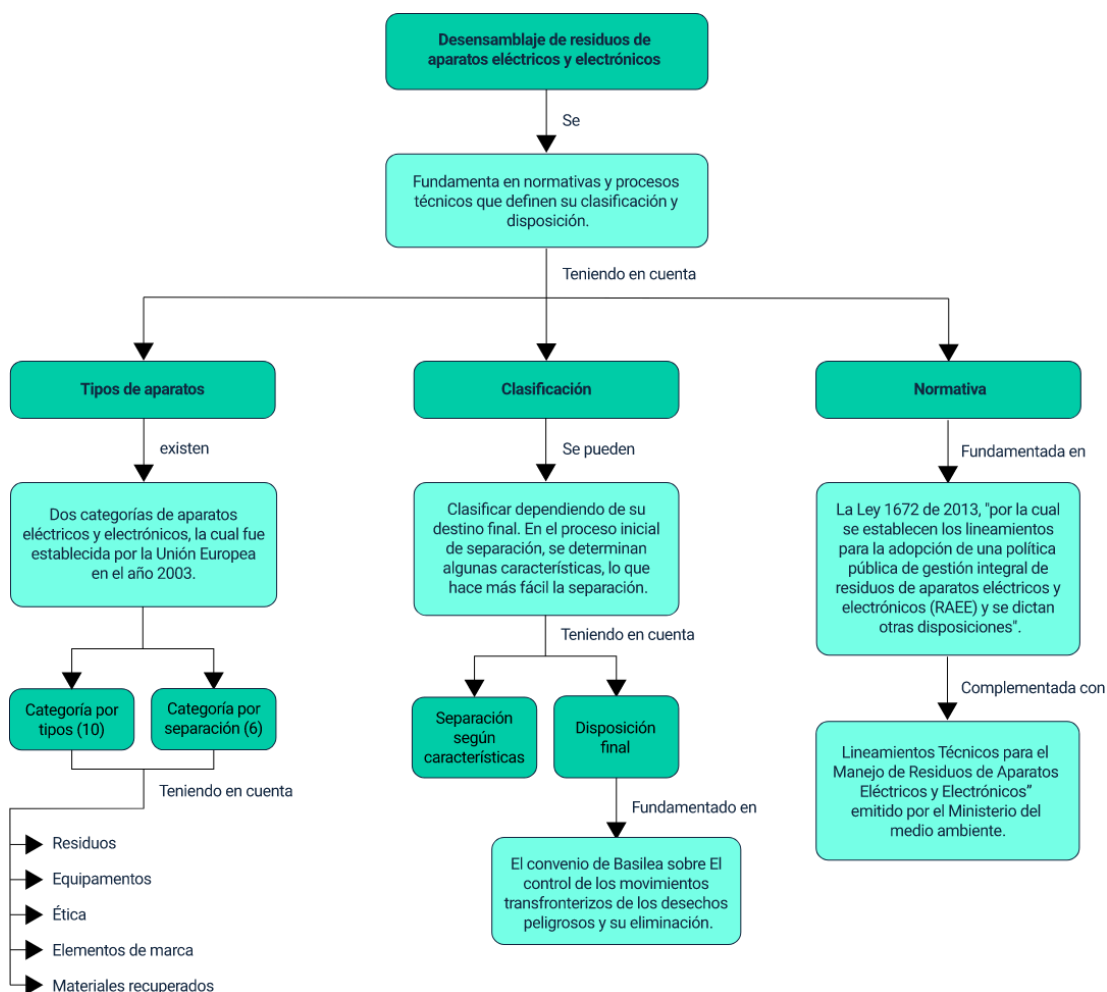 Desensamblaje de residuos de
aparatos eléctricos y electrónicos
Se
Fundamenta en normativas y procesos
técnicos que definen su clasificación y
disposición.
Teniendo en cuenta
Tipos de aparatos
existen
Dos categorías de aparatos
eléctricos y electrónicos, la cual fue
establecida por la Unión Europea
en el año 2003.
Categoría por
tipos (10)
Categoría por
separación (6)
Teniendo en cuenta
Residuos
Equipamentos
Ética
Elementos de marca
Materiales recuperados
Clasificación
Se pueden
Clasificar dependiendo de su
destino final. En el proceso inicial
de separación, se determinan
algunas características, lo que
hace más fácil la separación.
Teniendo en cuenta
Separación
según
características
Disposición
final
Fundamentado en
El convenio de Basilea sobre El
control de los movimientos
transfronterizos de los desechos
peligrosos y su eliminación.
Normativa
Fundamentada en
La Ley 1672 de 2013, "por la cual
se establecen los lineamientos
para la adopción de una política
pública de gestión integral de
residuos de aparatos eléctricos y
electrónicos (RAEE) y se dictan
otras disposiciones".
Complementada con
Lineamientos Técnicos para el
Manejo de Residuos de Aparatos
Eléctricos y Electrónicos”
emitido por el Ministerio del
medio ambiente.